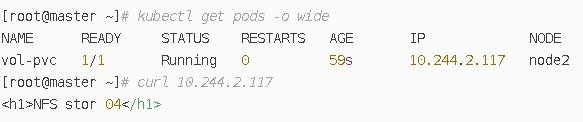 [root@master ~]# kubectl get pods -o wide
NAME READY STATUS RESTARTS AGE IP NODE
vol-pvc 1/1 Running 0 59s 10.244.2.117 node2
[root@master ~]# curl 10.244.2.117
<h1>NFS stor 04</h1>